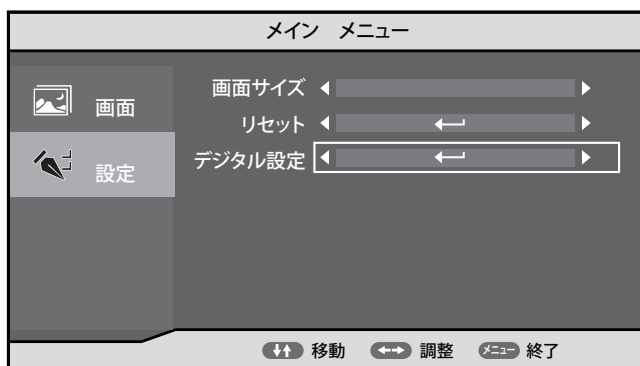 メイン メニュー
画面
設定
画面サイズ
リセット
デジタル設定
移動 調整 メニュー 終了